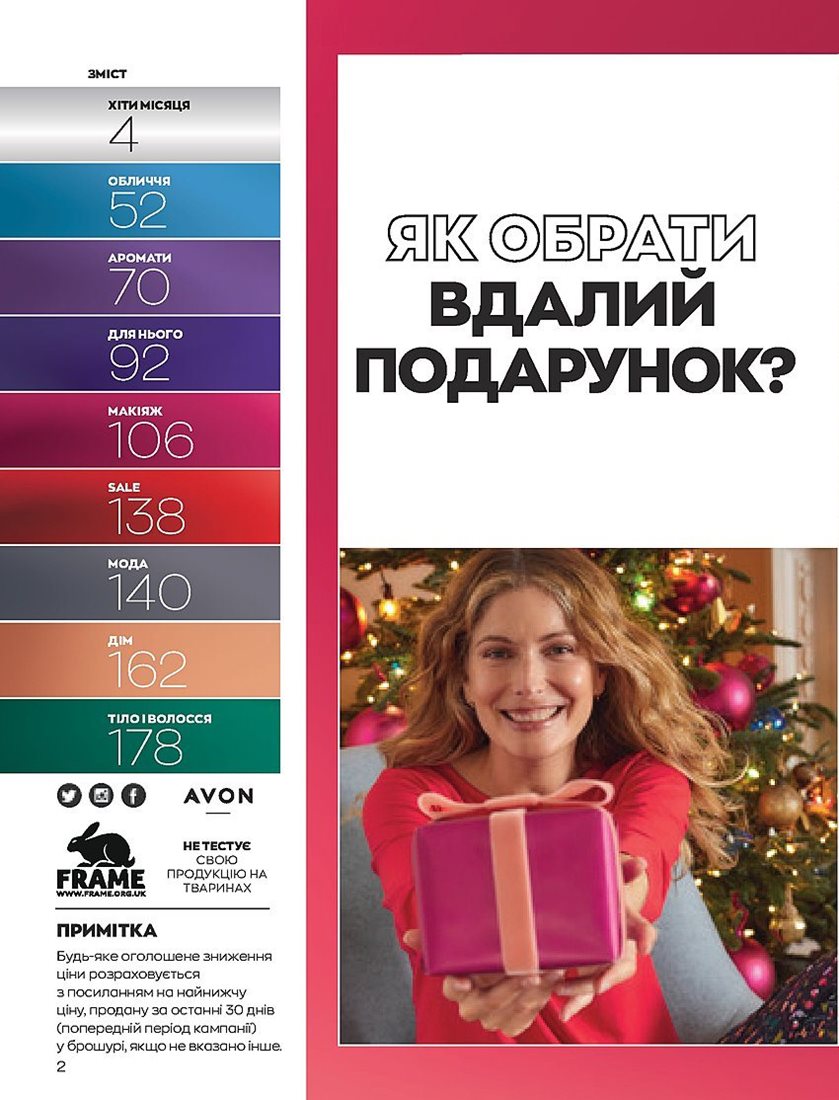 ЗМІСТ
ХІТИ МІСЯЦЯ
4
ОБЛИЧЧЯ
52
АРОМАТИ
70
ДЛЯ НЬОГО
92
МАКІЯЖ
106
SALE
138
МОДА
140
ДІМ
162
ТІЛО І ВОЛОССЯ
178
AVON
FRAME
WWW.FRAME.ORG.UK
НЕ ТЕСТУЄ
СВОЮ
ПРОДУКЦІЮ НА
ТВАРИНАХ
ПРИМІТКА
Будь-яке оголошене зниження
ціни розраховується
з посиланням на найнижчу
ціну, продану за останні 30 днів
(попередній період кампанії)
у брошурі, якщо не вказано інше.
2
ЯК ОБРАТИ
ВДАЛИЙ
ПОДАРУНОК?